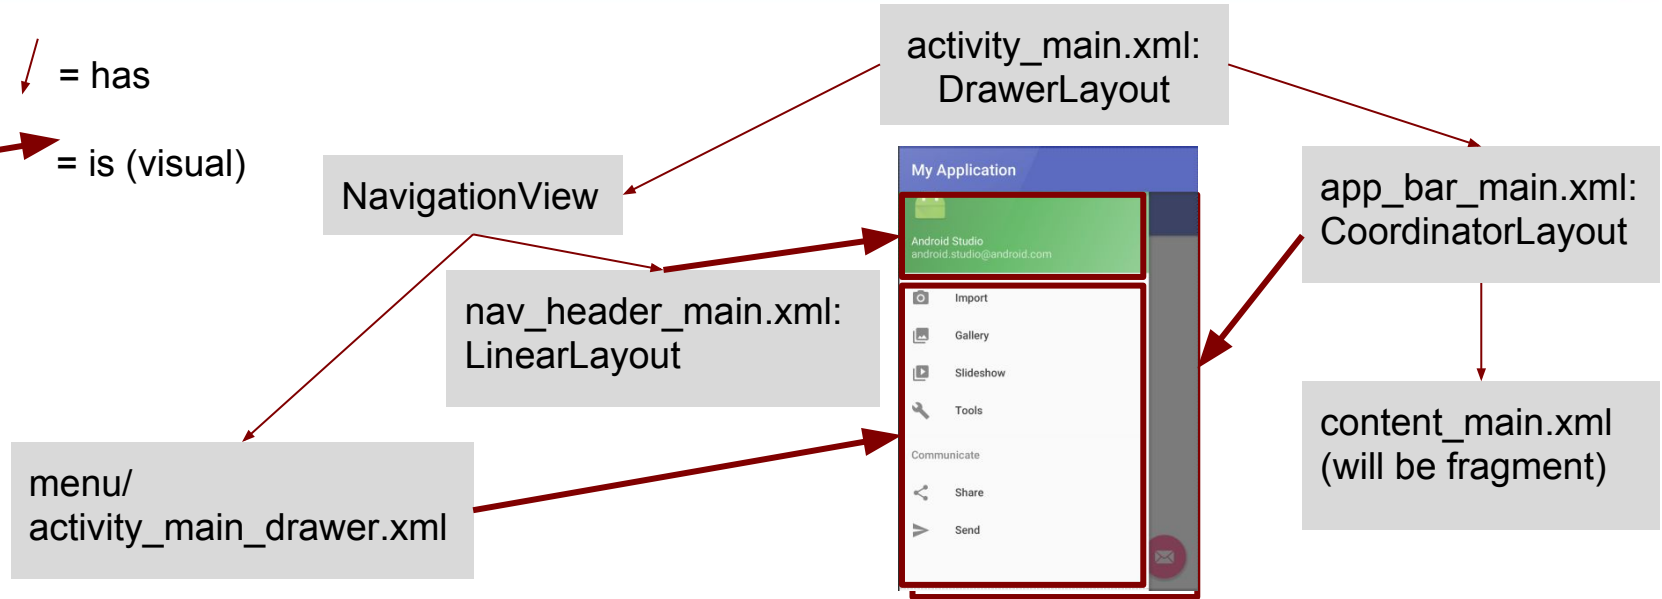 = has
= is (visual)
activity_main.xml:
DrawerLayout
NavigationView
nav_header_main.xml:
LinearLayout
menu/
activity_main_drawer.xml
My Application
Android Studio
android.studio@android.com
Import
Gallery
Slideshow
Tools
Communicate
Share
Send
app_bar_main.xml:
CoordinatorLayout
content_main.xml
(will be fragment)